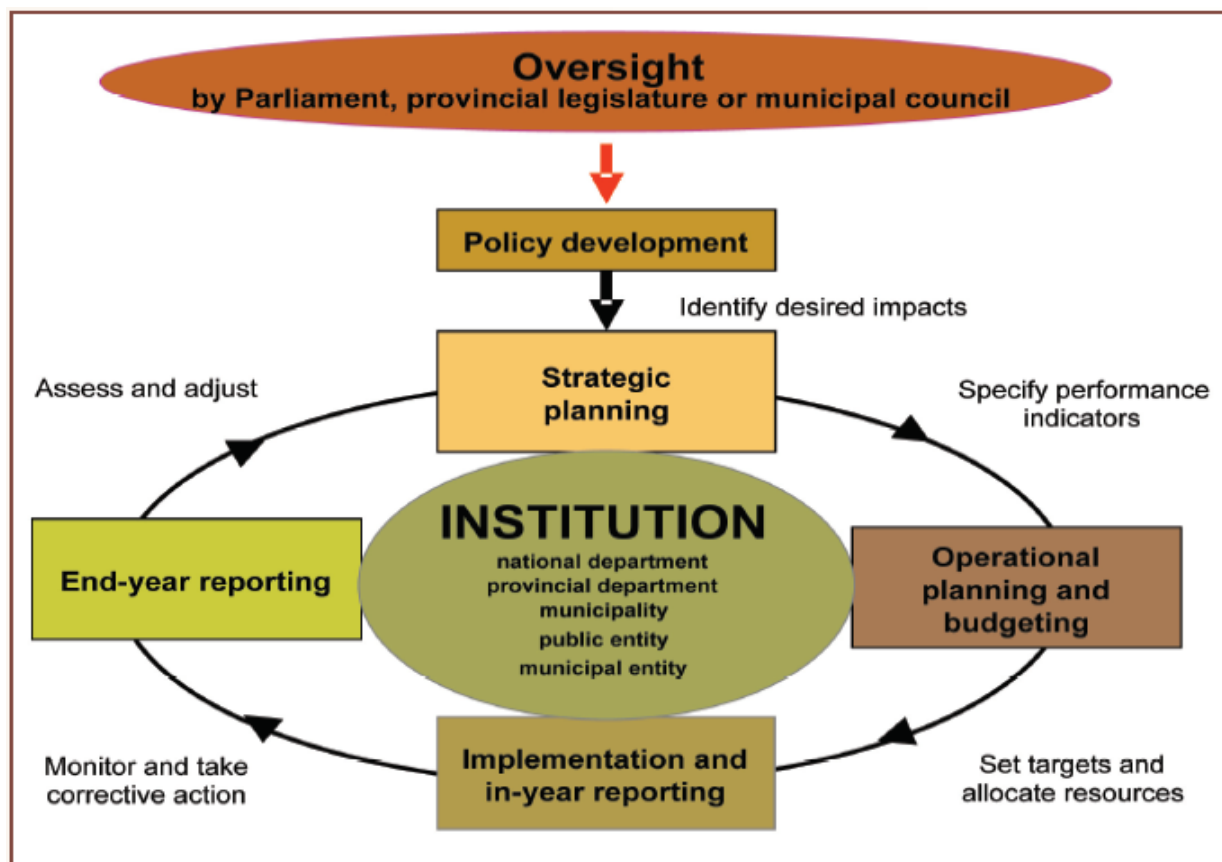 Oversight
by Parliament, provincial legislature or municipal council
Policy development
Identify desired impacts
Strategic
planning
Assess and adjust
Specify performance
indicators
INSTITUTION
national department
provincial department
municipality
public entity
municipal entity
End-year reporting
Operational
planning and
budgeting
Implementation and
in-year reporting
Monitor and take
corrective action
Set targets and
allocate resources